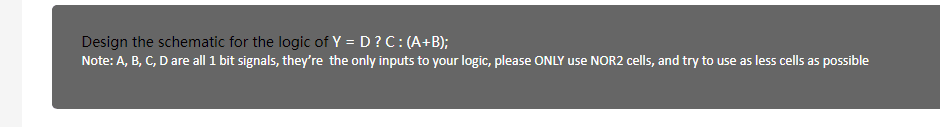 Design the schematic for the logic of Y = D ? C : (A+B);
Note: A, B, C, D are all 1 bit signals, they're the only inputs to your logic, please ONLY use NOR2 cells, and try to use as less cells as possible